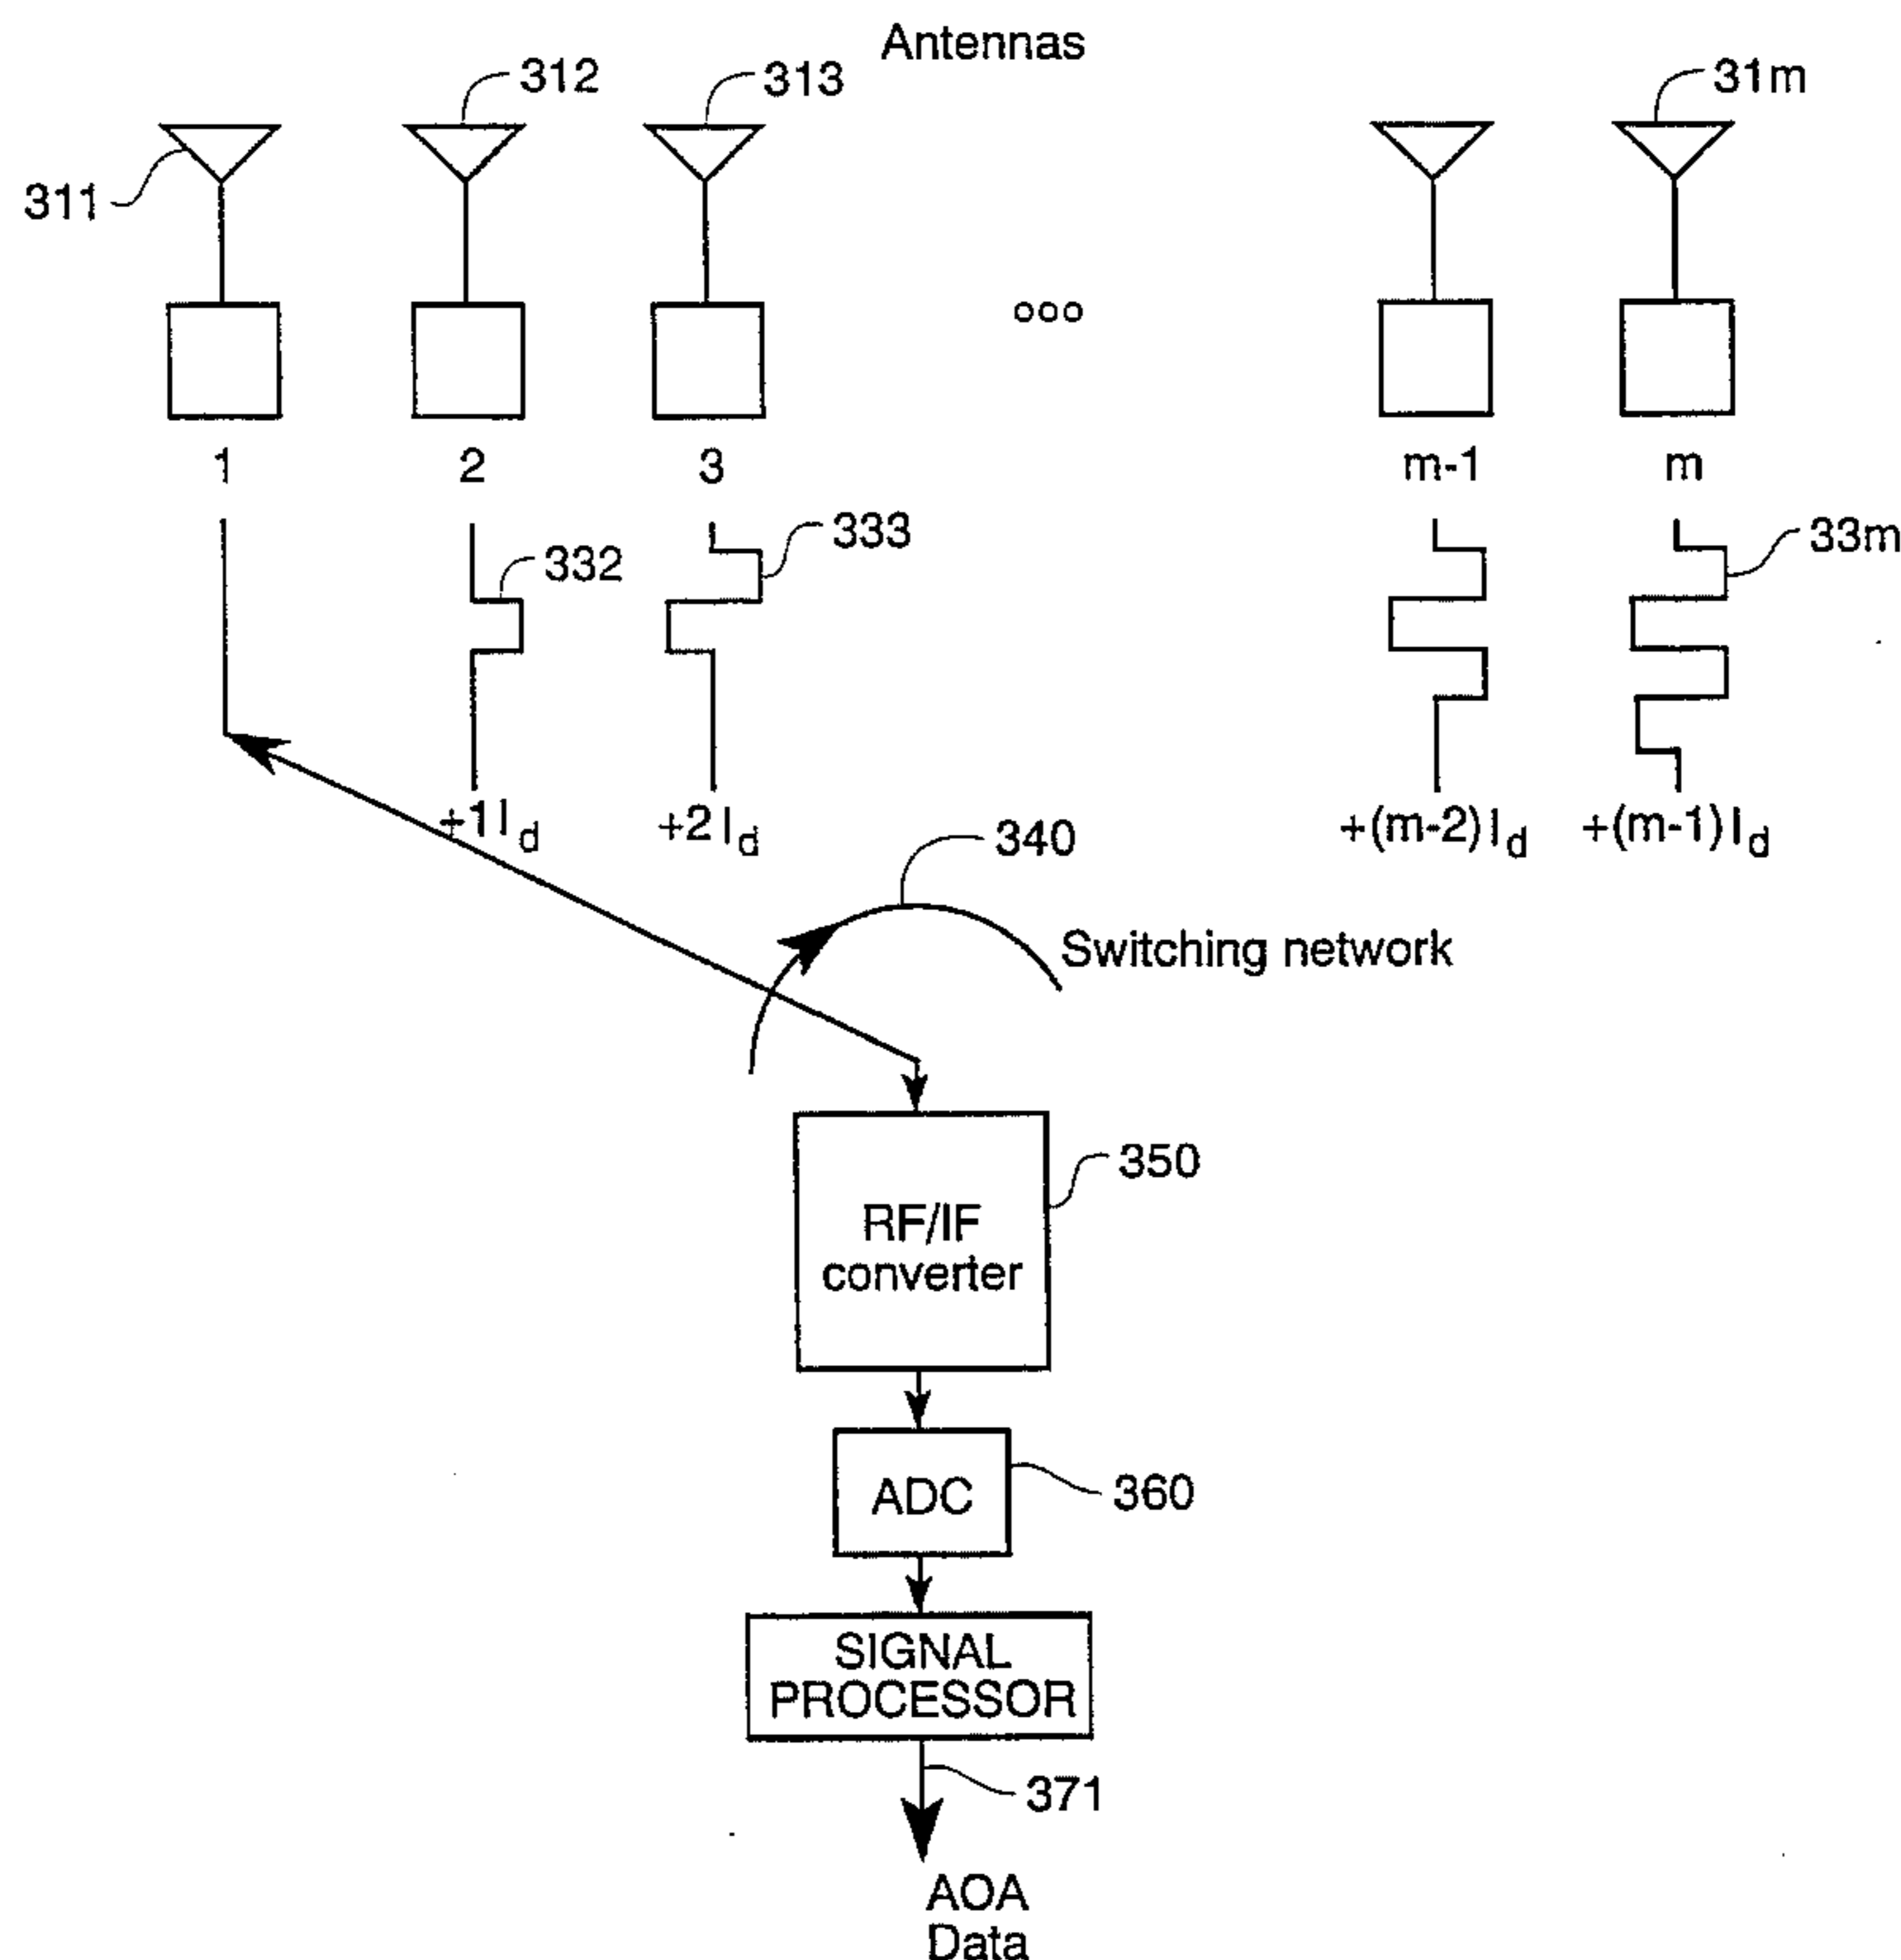 Antennas
312
313
31m
311
ooo
1
2
3
m-1
m
332
333
33m
+1l_d
+2l_d
+(m-2)l_d
+(m-1)l_d
340
Switching network
350
RF/IF
converter
ADC
360
SIGNAL
PROCESSOR
371
AOA
Data